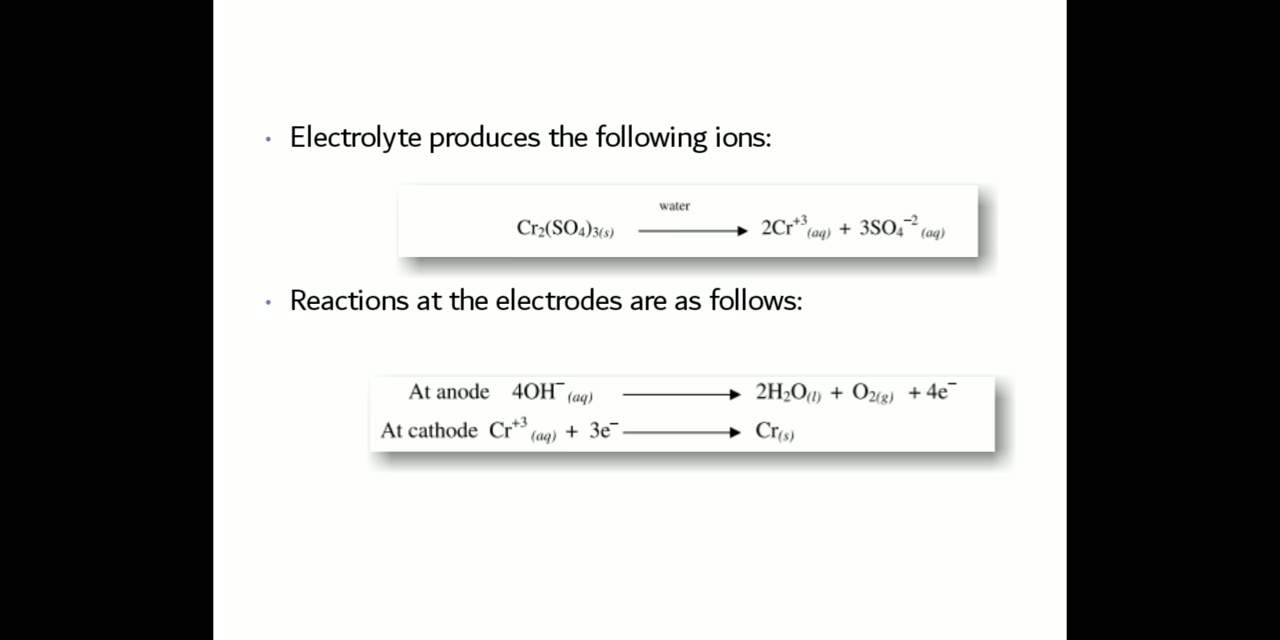 • Electrolyte produces the following ions:
water
Cr₂(SO₄)₃(s) ⟶ 2Cr⁺³(aq) + 3SO₄⁻²(aq)
• Reactions at the electrodes are as follows:
At anode 4OH⁻(aq) ⟶ 2H₂O(l) + O₂(g) + 4e⁻
At cathode Cr⁺³(aq) + 3e⁻ ⟶ Cr(s)